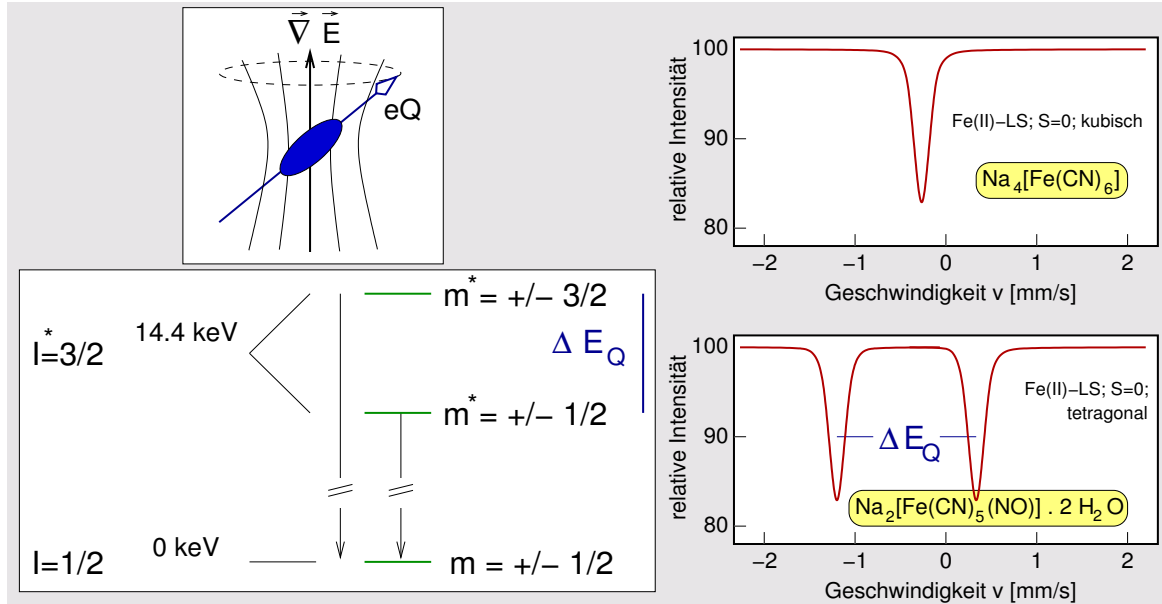 ∇⃗ E⃗
eQ
I*=3/2
14.4 keV
m* = +/− 3/2
Δ E_Q
m* = +/− 1/2
I=1/2
0 keV
m = +/− 1/2
relative Intensität
100
90
80
Fe(II)−LS; S=0; kubisch
Na₄[Fe(CN)₆]
−2 −1 0 1 2
Geschwindigkeit v [mm/s]
relative Intensität
100
90
80
Fe(II)−LS; S=0;
tetragonal
Δ E_Q
Na₂[Fe(CN)₅(NO)] . 2 H₂O
−2 −1 0 1 2
Geschwindigkeit v [mm/s]